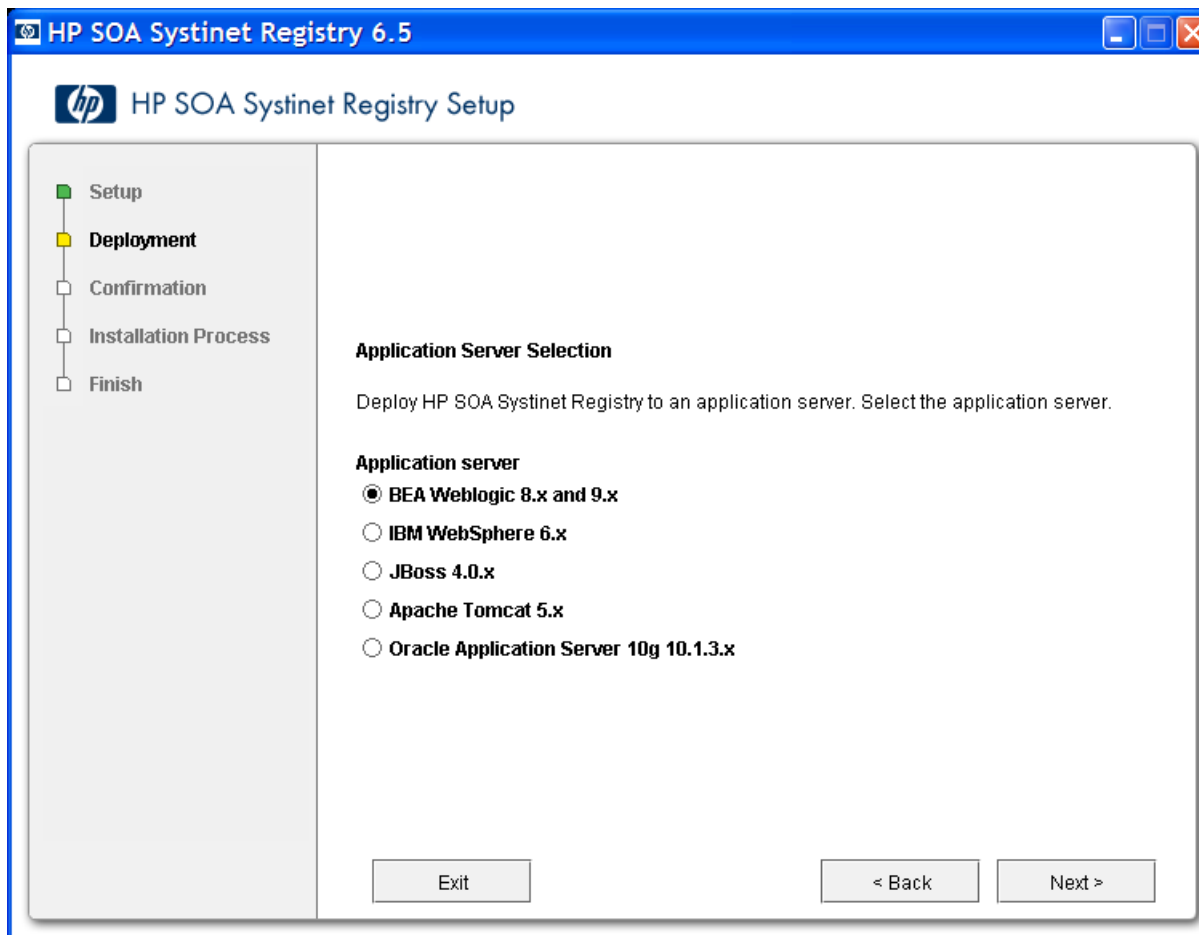 HP SOA Systinet Registry 6.5
hp HP SOA Systinet Registry Setup
Setup
Deployment
Confirmation
Installation Process
Finish
Application Server Selection
Deploy HP SOA Systinet Registry to an application server. Select the application server.
Application server
BEA Weblogic 8.x and 9.x
IBM WebSphere 6.x
JBoss 4.0.x
Apache Tomcat 5.x
Oracle Application Server 10g 10.1.3.x
Exit
< Back
Next >